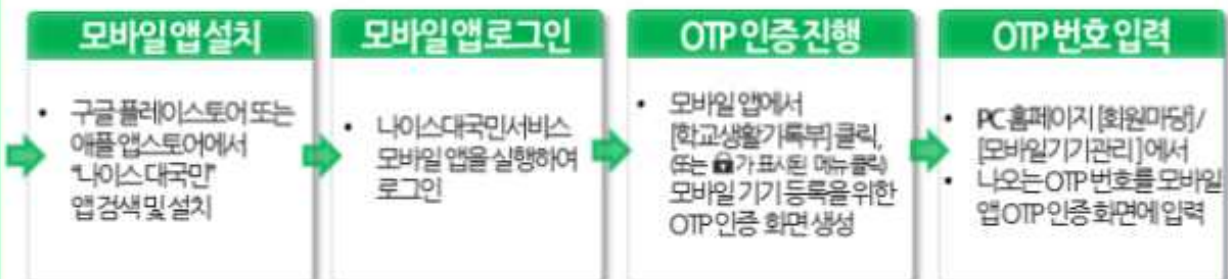 모바일 앱 설치
• 구글 플레이스토어 또는
애플 앱스토어에서
"나이스 대국민"
앱 검색 및 설치
모바일 앱 로그인
• 나이스대국민서비스
모바일 앱을 실행하여
로그인
OTP 인증 진행
• 모바일 앱에서
[학교생활기록부] 클릭,
(또는 🔒가 표시된 메뉴 클릭)
모바일 기기 등록을 위한
OTP 인증 화면 생성
OTP 번호 입력
• PC 홈페이지 [회원마당] /
[모바일기기관리]에서
• 나오는 OTP 번호를 모바일
앱 OTP 인증 화면에 입력